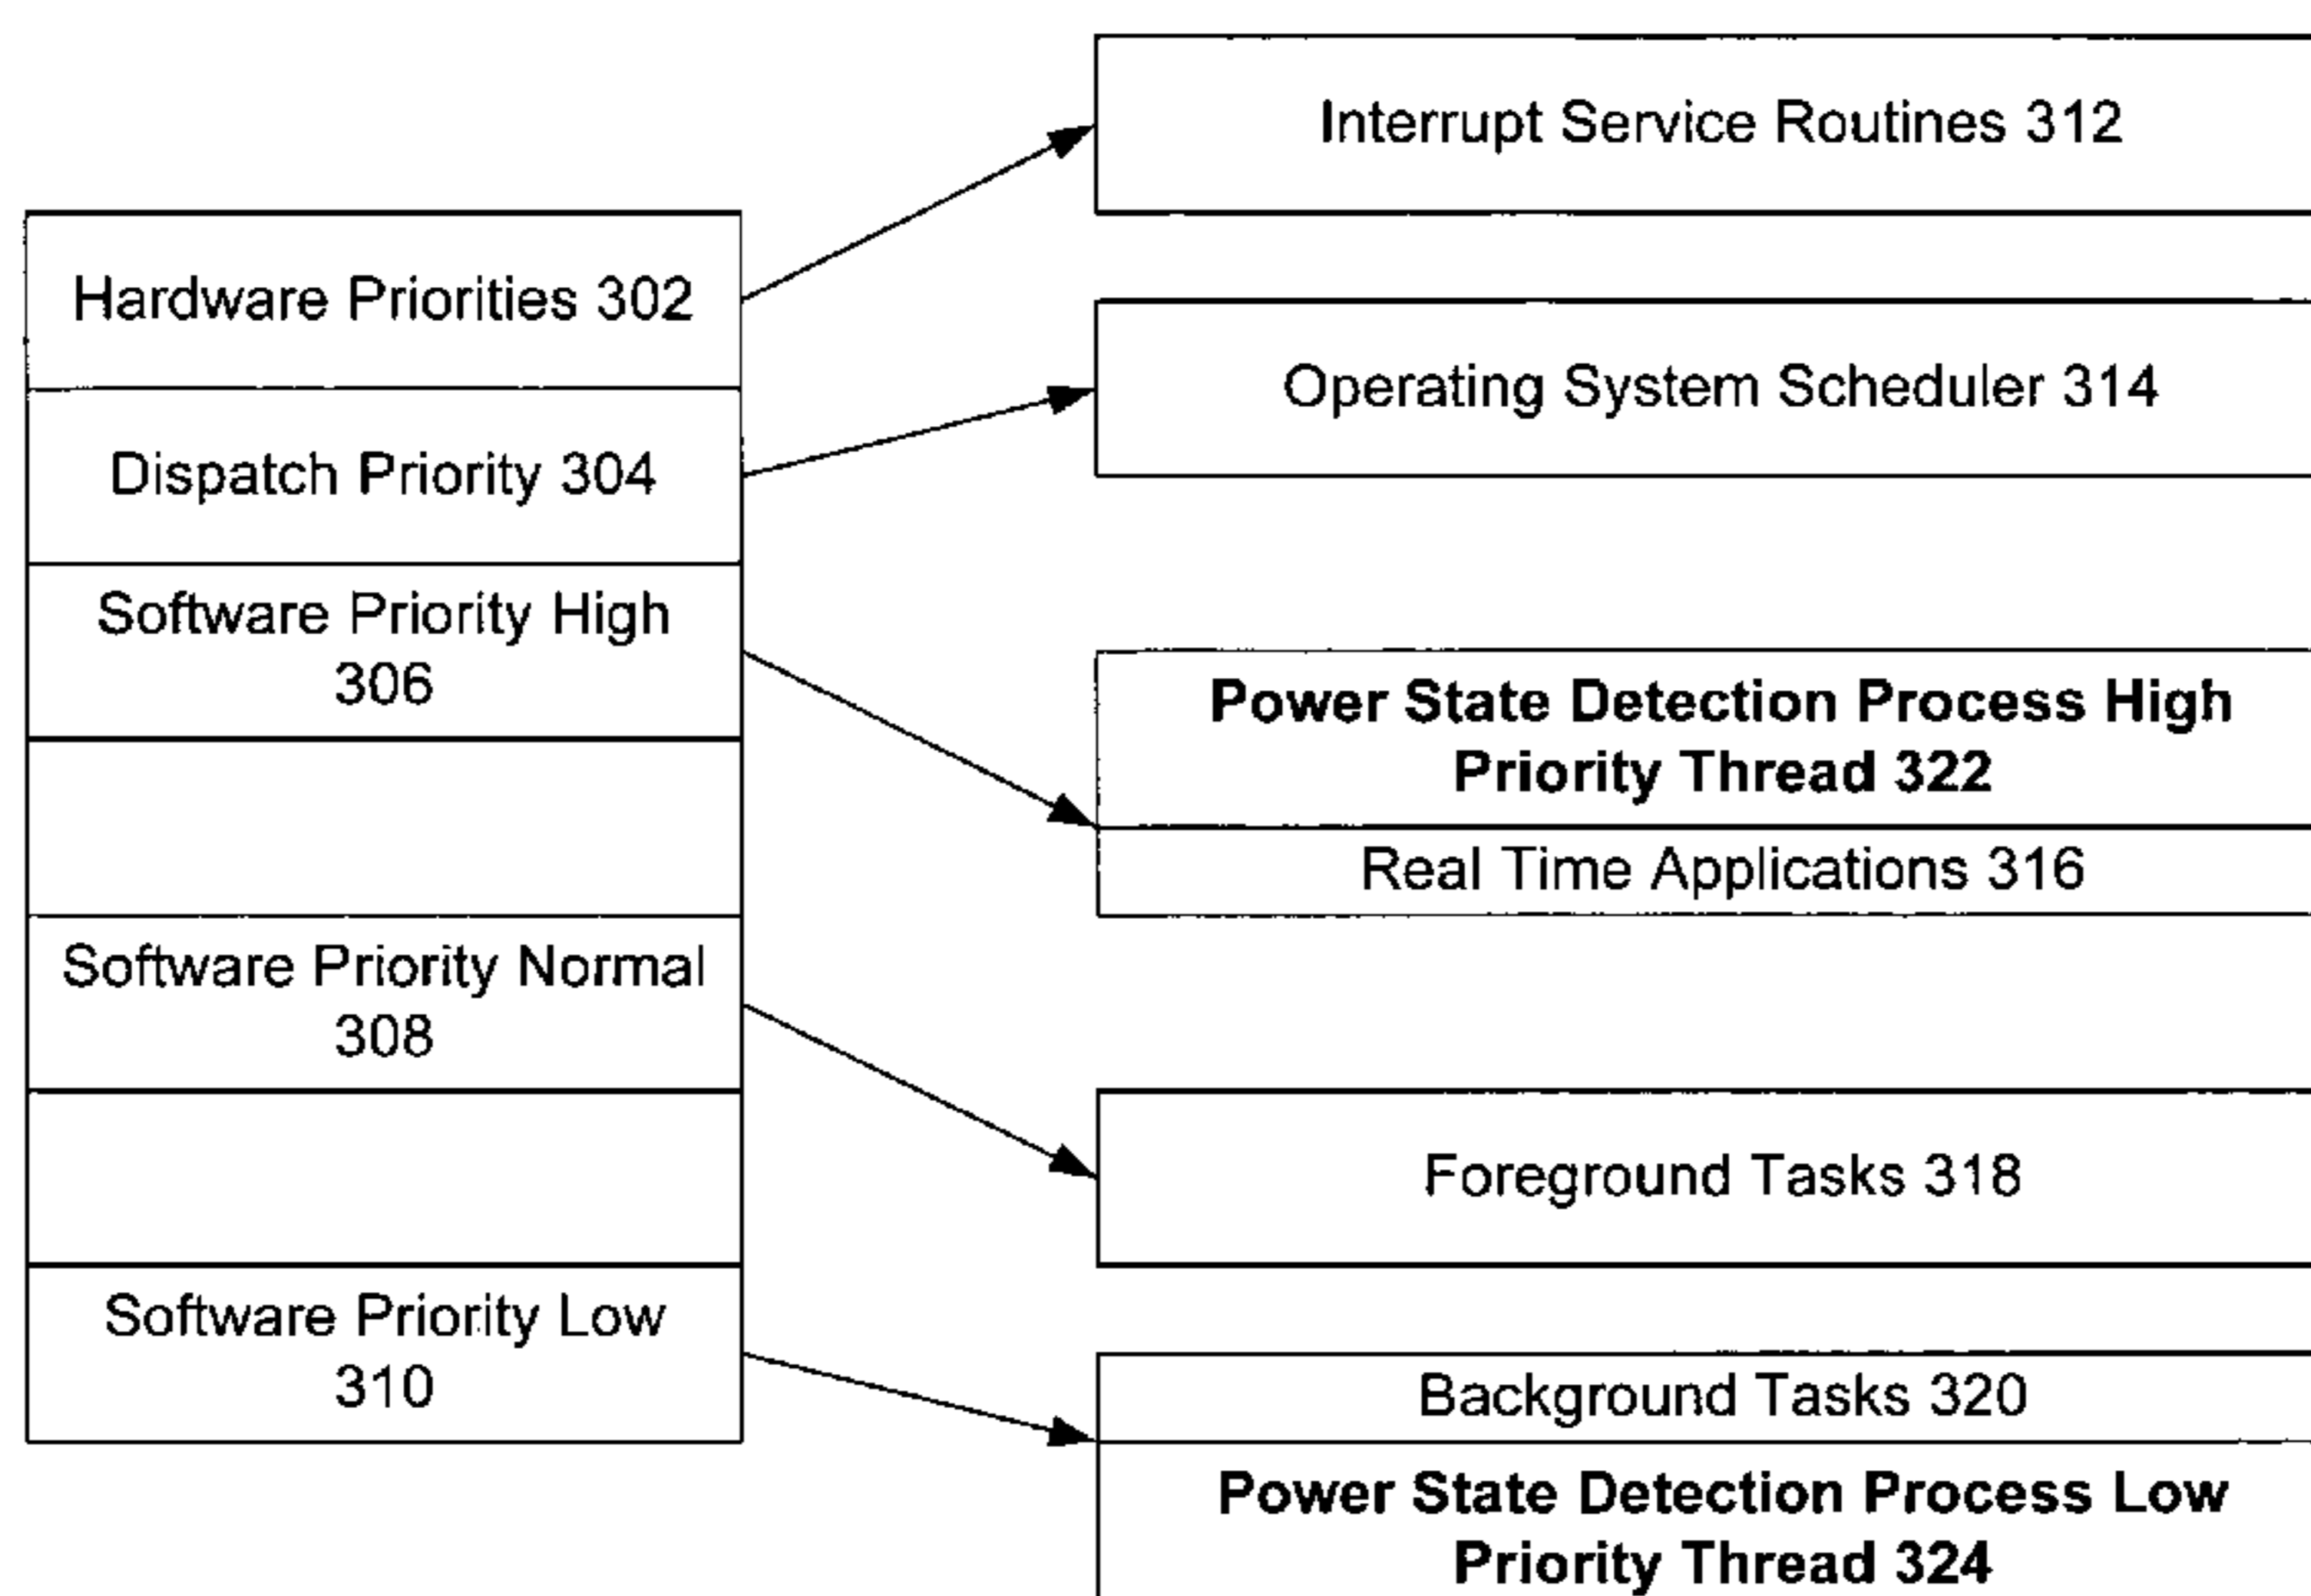 Interrupt Service Routines 312
Hardware Priorities 302
Operating System Scheduler 314
Dispatch Priority 304
Software Priority High
306
Power State Detection Process High
Priority Thread 322
Real Time Applications 316
Software Priority Normal
308
Foreground Tasks 318
Software Priority Low
310
Background Tasks 320
Power State Detection Process Low
Priority Thread 324